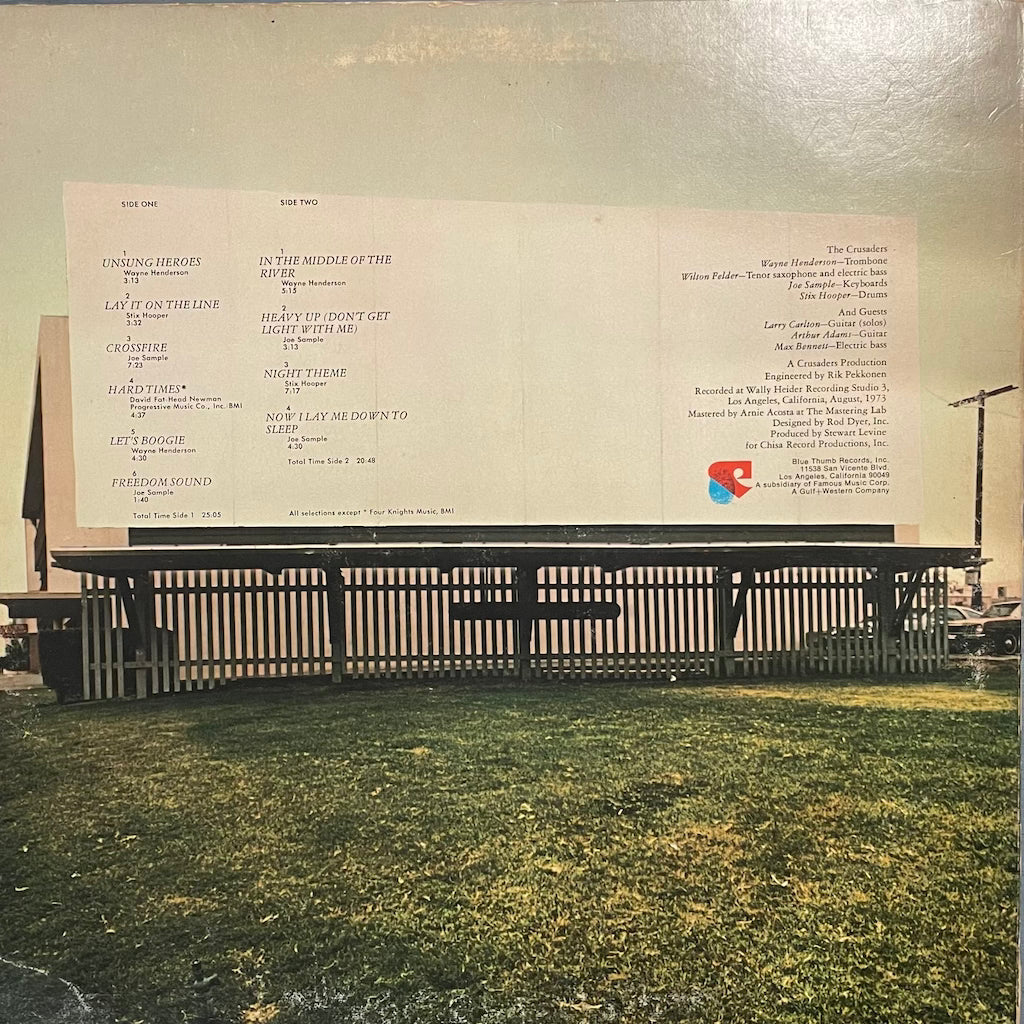 SIDE ONE
1
UNSUNG HEROES
Wayne Henderson
3:13
2
LAY IT ON THE LINE
Stix Hooper
3:32
3
CROSSFIRE
Joe Sample
7:23
4
HARD TIMES*
David Fat-Head Newman
Progressive Music Co., Inc.-BMI
4:37
5
LET'S BOOGIE
Wayne Henderson
4:30
6
FREEDOM SOUND
Joe Sample
1:40
Total Time Side 1 25:05
SIDE TWO
1
IN THE MIDDLE OF THE
RIVER
Wayne Henderson
5:15
2
HEAVY UP (DON'T GET
LIGHT WITH ME)
Joe Sample
3:13
3
NIGHT THEME
Stix Hooper
7:17
4
NOW I LAY ME DOWN TO
SLEEP
Joe Sample
4:30
Total Time Side 2 20:48
All selections except * Four Knights Music, BMI
The Crusaders
Wayne Henderson—Trombone
Wilton Felder—Tenor saxophone and electric bass
Joe Sample—Keyboards
Stix Hooper—Drums
And Guests
Larry Carlton—Guitar (solos)
Arthur Adams—Guitar
Max Bennett—Electric bass
A Crusaders Production
Engineered by Rik Pekkonen
Recorded at Wally Heider Recording Studio 3,
Los Angeles, California, August, 1973
Mastered by Arnie Acosta at The Mastering Lab
Designed by Rod Dyer, Inc.
Produced by Stewart Levine
for Chisa Record Productions, Inc.
Blue Thumb Records, Inc.
11538 San Vicente Blvd.
Los Angeles, California 90049
A subsidiary of Famous Music Corp.
A Gulf+Western Company